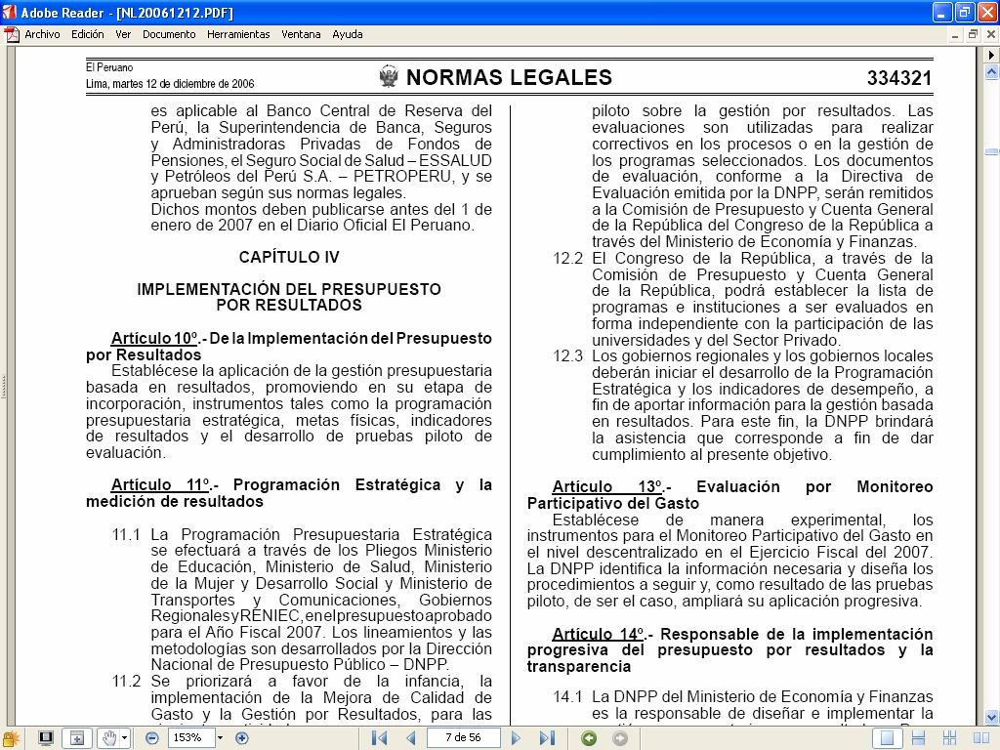 Adobe Reader - [NL20061212.PDF]
Archivo Edición Ver Documento Herramientas Ventana Ayuda
El Peruano
Lima, martes 12 de diciembre de 2006
NORMAS LEGALES
334321
es aplicable al Banco Central de Reserva del
Perú, la Superintendencia de Banca, Seguros
y Administradoras Privadas de Fondos de
Pensiones, el Seguro Social de Salud – ESSALUD
y Petróleos del Perú S.A. – PETROPERU, y se
aprueban según sus normas legales.
Dichos montos deben publicarse antes del 1 de
enero de 2007 en el Diario Oficial El Peruano.
CAPÍTULO IV
IMPLEMENTACIÓN DEL PRESUPUESTO
POR RESULTADOS
Artículo 10º.- De la Implementación del Presupuesto
por Resultados
Establécese la aplicación de la gestión presupuestaria
basada en resultados, promoviendo en su etapa de
incorporación, instrumentos tales como la programación
presupuestaria estratégica, metas físicas, indicadores
de resultados y el desarrollo de pruebas piloto de
evaluación.
Artículo 11º.- Programación Estratégica y la
medición de resultados
11.1 La Programación Presupuestaria Estratégica
se efectuará a través de los Pliegos Ministerio
de Educación, Ministerio de Salud, Ministerio
de la Mujer y Desarrollo Social y Ministerio de
Transportes y Comunicaciones, Gobiernos
Regionales y RENIEC, en el presupuesto aprobado
para el Año Fiscal 2007. Los lineamientos y las
metodologías son desarrollados por la Dirección
Nacional de Presupuesto Público – DNPP.
11.2 Se priorizará a favor de la infancia, la
implementación de la Mejora de Calidad de
Gasto y la Gestión por Resultados, para las
piloto sobre la gestión por resultados. Las
evaluaciones son utilizadas para realizar
correctivos en los procesos o en la gestión de
los programas seleccionados. Los documentos
de evaluación, conforme a la Directiva de
Evaluación emitida por la DNPP, serán remitidos
a la Comisión de Presupuesto y Cuenta General
de la República del Congreso de la República a
través del Ministerio de Economía y Finanzas.
12.2 El Congreso de la República, a través de la
Comisión de Presupuesto y Cuenta General
de la República, podrá establecer la lista de
programas e instituciones a ser evaluados en
forma independiente con la participación de las
universidades y del Sector Privado.
12.3 Los gobiernos regionales y los gobiernos locales
deberán iniciar el desarrollo de la Programación
Estratégica y los indicadores de desempeño, a
fin de aportar información para la gestión basada
en resultados. Para este fin, la DNPP brindará
la asistencia que corresponde a fin de dar
cumplimiento al presente objetivo.
Artículo 13º.- Evaluación por Monitoreo
Participativo del Gasto
Establécese de manera experimental, los
instrumentos para el Monitoreo Participativo del Gasto en
el nivel descentralizado en el Ejercicio Fiscal del 2007.
La DNPP identifica la información necesaria y diseña los
procedimientos a seguir y, como resultado de las pruebas
piloto, de ser el caso, ampliará su aplicación progresiva.
Artículo 14º.- Responsable de la implementación
progresiva del presupuesto por resultados y la
transparencia
14.1 La DNPP del Ministerio de Economía y Finanzas
es la responsable de diseñar e implementar la
153%
7 de 56